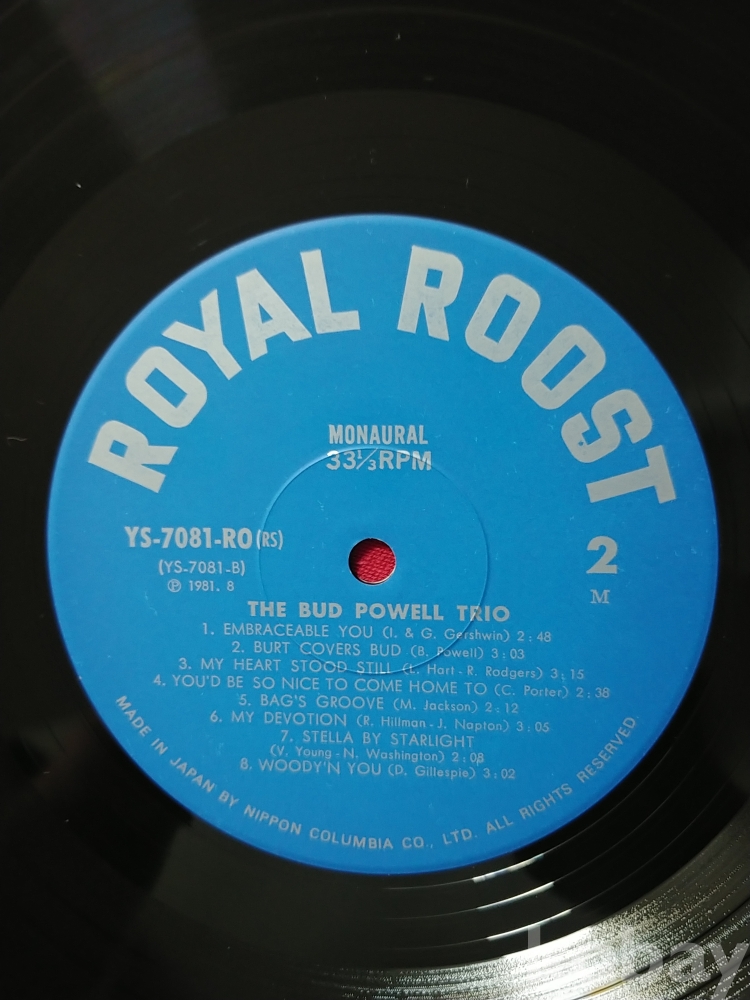 ROYAL ROOST
MONAURAL
33⅓RPM
YS-7081-RO(RS)
(YS-7081-B)
Ⓟ 1981. 8
2
M
THE BUD POWELL TRIO
1. EMBRACEABLE YOU (I. & G. Gershwin) 2:48
2. BURT COVERS BUD (B. Powell) 3:03
3. MY HEART STOOD STILL (L. Hart - R. Rodgers) 3:15
4. YOU'D BE SO NICE TO COME HOME TO (C. Porter) 2:38
5. BAG'S GROOVE (M. Jackson) 2:12
6. MY DEVOTION (R. Hillman - J. Napton) 3:05
7. STELLA BY STARLIGHT
(V. Young - N. Washington) 2:08
8. WOODY'N YOU (D. Gillespie) 3:02
MADE IN JAPAN BY NIPPON COLUMBIA CO., LTD. ALL RIGHTS RESERVED.